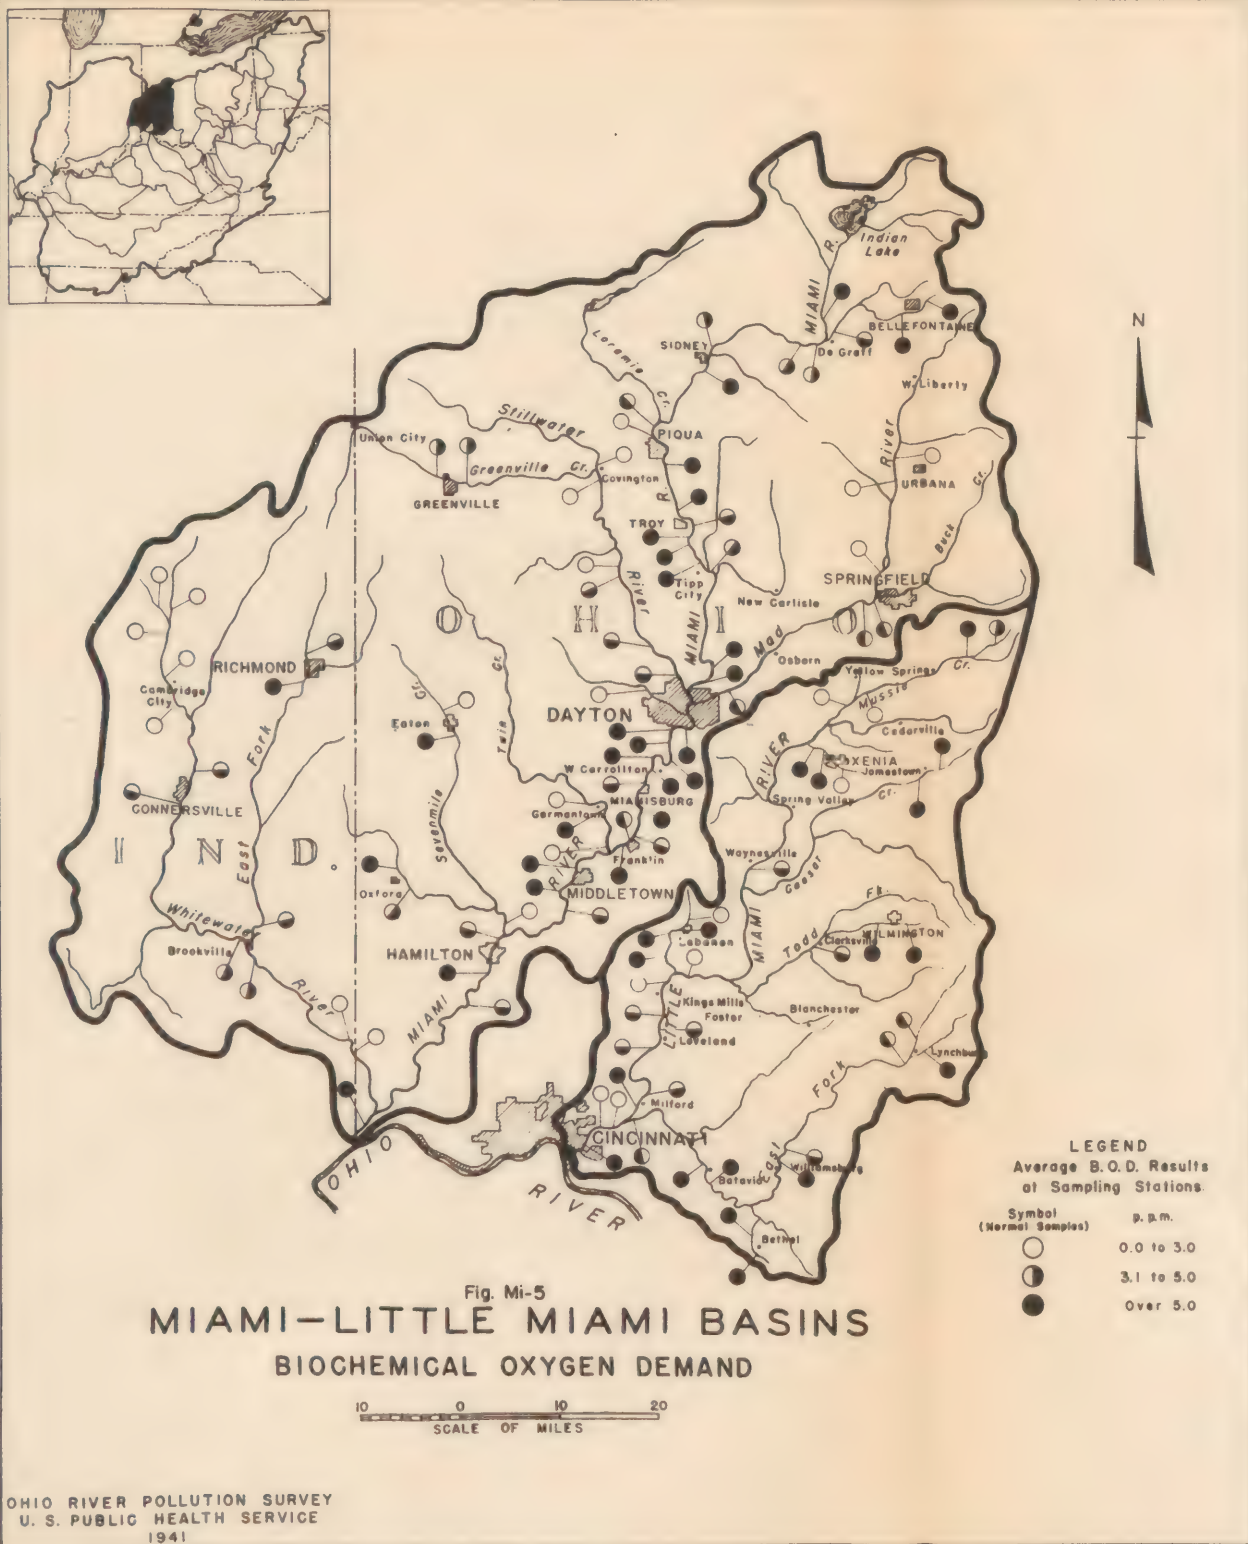 Indian
Lake
MIAMI R.
BELLEFONTAINE
De Graff
SIDNEY
W. Liberty
Loramie Cr.
N
Stillwater
River
Union City
PIQUA
Greenville Cr.
Covington
GREENVILLE
River
URBANA
Buck Cr.
R.
TROY
Tipp
City
New Carlisle
SPRINGFIELD
OHIO
MIAMI
Mad
Osborn
RICHMOND
Cambridge
City
Yellow Springs
Cr.
Eaton
Cr.
Twin Cr.
DAYTON
Cedarville
East Fork
W. Carrollton
RIVER
XENIA
Jamestown
CONNERSVILLE
MIAMISBURG
Spring Valley
Cr.
Germantown
IND.
Sevenmile
RIVER
Franklin
Waynesville
Caesar
Oxford
MIDDLETOWN
Whitewater
Fk.
Todd
Lebanon
MIAMI
Clarksville
WILMINGTON
Brookville
HAMILTON
River
MIAMI
LITTLE
Kings Mills
Foster
Blanchester
Loveland
Lynchburg
Fork
Milford
CINCINNATI
East
Batavia
Williamsburg
OHIO
RIVER
Bethel
LEGEND
Average B.O.D. Results
at Sampling Stations.
Symbol
(Normal Samples)
p.p.m.
0.0 to 3.0
3.1 to 5.0
Over 5.0
Fig. Mi-5
MIAMI-LITTLE MIAMI BASINS
BIOCHEMICAL OXYGEN DEMAND
10 0 10 20
SCALE OF MILES
OHIO RIVER POLLUTION SURVEY
U. S. PUBLIC HEALTH SERVICE
1941